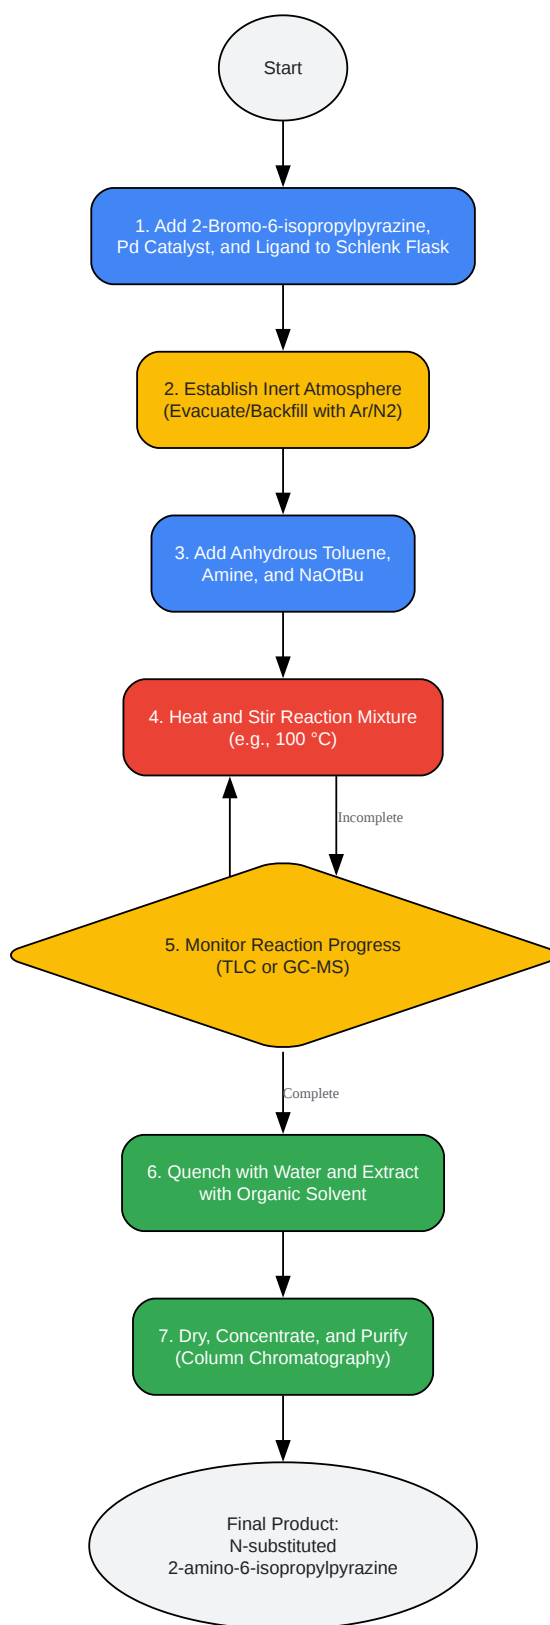 Start
1. Add 2-Bromo-6-isopropylpyrazine,
Pd Catalyst, and Ligand to Schlenk Flask
2. Establish Inert Atmosphere
(Evacuate/Backfill with Ar/N2)
3. Add Anhydrous Toluene,
Amine, and NaOtBu
4. Heat and Stir Reaction Mixture
(e.g., 100 °C)
Incomplete
5. Monitor Reaction Progress
(TLC or GC-MS)
Complete
6. Quench with Water and Extract
with Organic Solvent
7. Dry, Concentrate, and Purify
(Column Chromatography)
Final Product:
N-substituted
2-amino-6-isopropylpyrazine